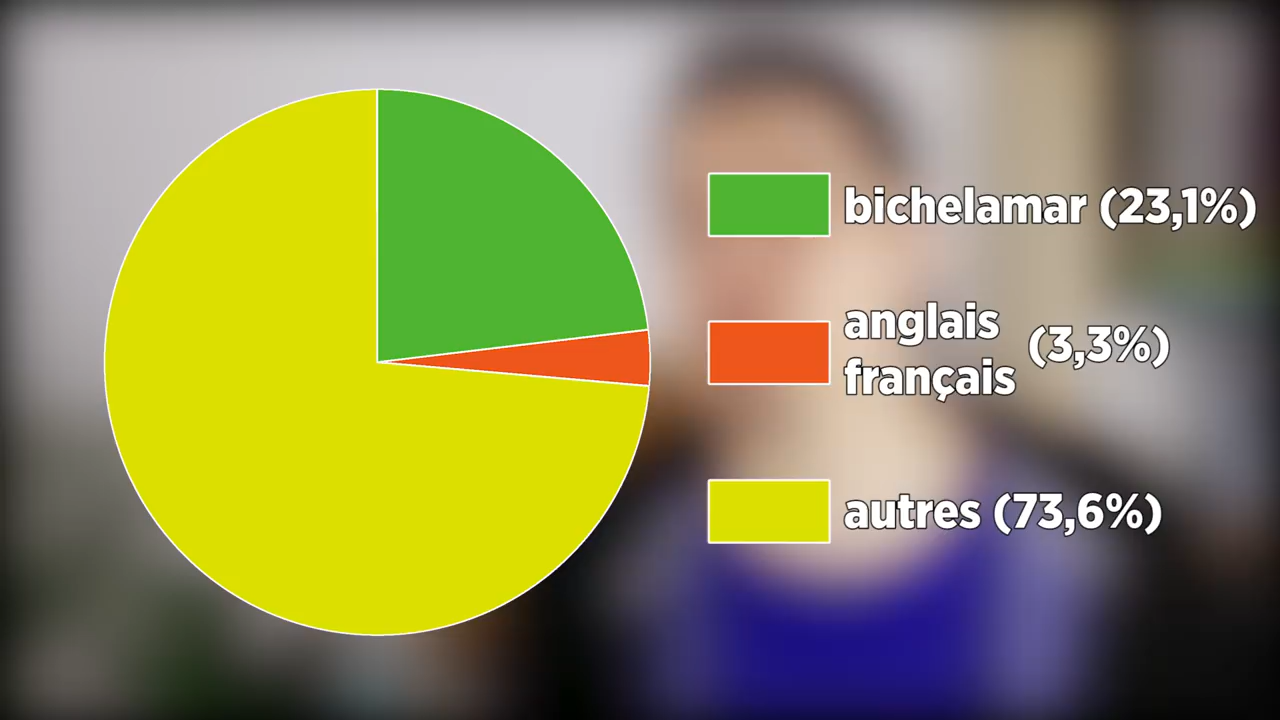 bichelamar (23,1%)
anglais
français (3,3%)
autres (73,6%)